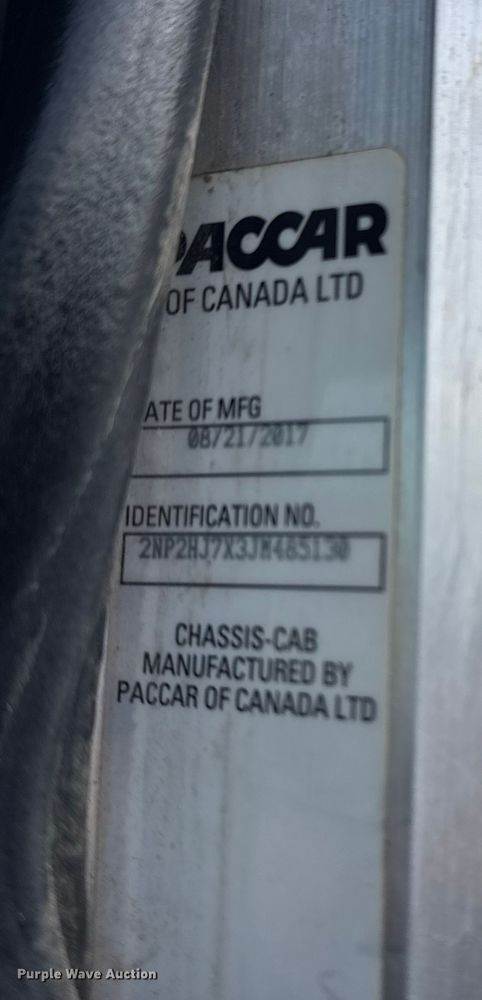 PACCAR
OF CANADA LTD
ATE OF MFG
08/21/2017
IDENTIFICATION NO.
2NP2HJ7X3JM485130
CHASSIS-CAB
MANUFACTURED BY
PACCAR OF CANADA LTD
Purple Wave Auction